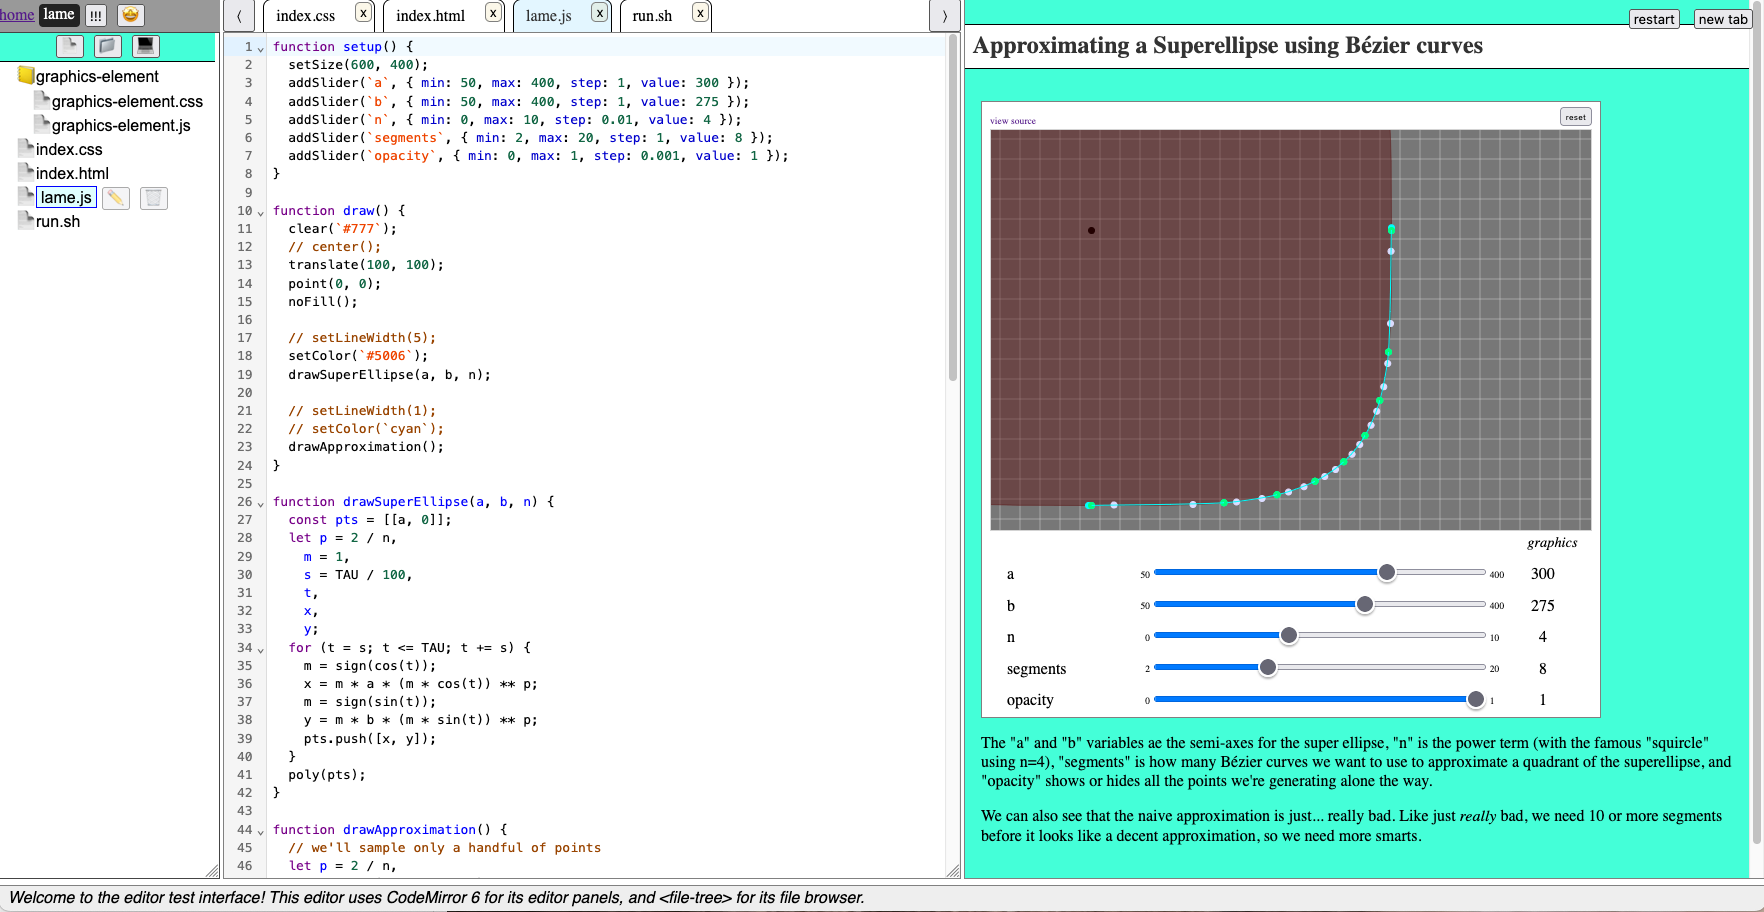 home lame !!!
graphics-element
graphics-element.css
graphics-element.js
index.css
index.html
lame.js
run.sh
index.css x index.html x lame.js x run.sh x
1 function setup() {
2 setSize(600, 400);
3 addSlider(`a`, { min: 50, max: 400, step: 1, value: 300 });
4 addSlider(`b`, { min: 50, max: 400, step: 1, value: 275 });
5 addSlider(`n`, { min: 0, max: 10, step: 0.01, value: 4 });
6 addSlider(`segments`, { min: 2, max: 20, step: 1, value: 8 });
7 addSlider(`opacity`, { min: 0, max: 1, step: 0.001, value: 1 });
8 }
9
10 function draw() {
11 clear(`#777`);
12 // center();
13 translate(100, 100);
14 point(0, 0);
15 noFill();
16
17 // setLineWidth(5);
18 setColor(`#5006`);
19 drawSuperEllipse(a, b, n);
20
21 // setLineWidth(1);
22 // setColor(`cyan`);
23 drawApproximation();
24 }
25
26 function drawSuperEllipse(a, b, n) {
27 const pts = [[a, 0]];
28 let p = 2 / n,
29 m = 1,
30 s = TAU / 100,
31 t,
32 x,
33 y;
34 for (t = s; t <= TAU; t += s) {
35 m = sign(cos(t));
36 x = m * a * (m * cos(t)) ** p;
37 m = sign(sin(t));
38 y = m * b * (m * sin(t)) ** p;
39 pts.push([x, y]);
40 }
41 poly(pts);
42 }
43
44 function drawApproximation() {
45 // we'll sample only a handful of points
46 let p = 2 / n,
restart new tab
Approximating a Superellipse using Bézier curves
view source reset
graphics
a 50 400 300
b 50 400 275
n 0 10 4
segments 2 20 8
opacity 0 1 1
The "a" and "b" variables ae the semi-axes for the super ellipse, "n" is the power term (with the famous "squircle"
using n=4), "segments" is how many Bézier curves we want to use to approximate a quadrant of the superellipse, and
"opacity" shows or hides all the points we're generating alone the way.
We can also see that the naive approximation is just... really bad. Like just really bad, we need 10 or more segments
before it looks like a decent approximation, so we need more smarts.
Welcome to the editor test interface! This editor uses CodeMirror 6 for its editor panels, and <file-tree> for its file browser.